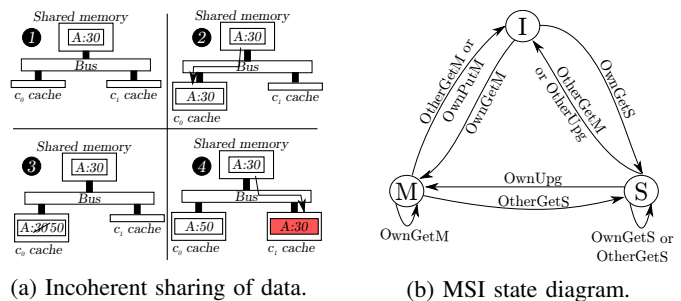 Shared memory
1
A:30
Bus
c0 cache
c1 cache
Shared memory
2
A:30
Bus
A:30
c0 cache
c1 cache
3
Shared memory
A:30
Bus
A:30 50
c0 cache
c1 cache
4
Shared memory
A:30
Bus
A:50
A:30
c0 cache
c1 cache
(a) Incoherent sharing of data.
I
OtherGetM or
OwnPutM
OwnGetM
OtherGetM
or OtherUpg
OwnGetS
M
OwnUpg
S
OtherGetS
OwnGetM
OwnGetS or
OtherGetS
(b) MSI state diagram.